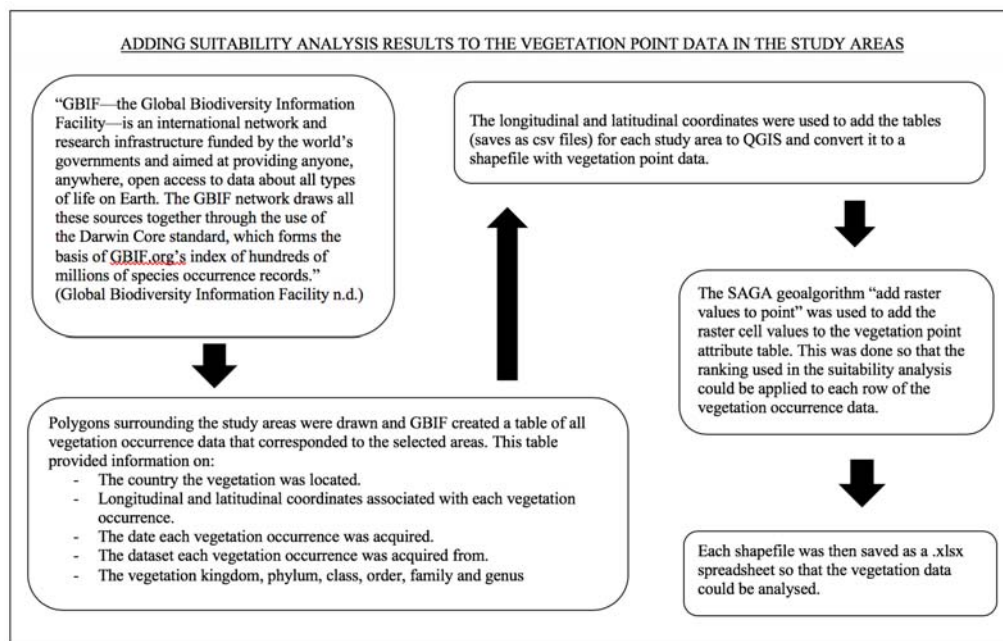 ADDING SUITABILITY ANALYSIS RESULTS TO THE VEGETATION POINT DATA IN THE STUDY AREAS
“GBIF—the Global Biodiversity Information
Facility—is an international network and
research infrastructure funded by the world’s
governments and aimed at providing anyone,
anywhere, open access to data about all types
of life on Earth. The GBIF network draws all
these sources together through the use of
the Darwin Core standard, which forms the
basis of GBIF.org’s index of hundreds of
millions of species occurrence records.”
(Global Biodiversity Information Facility n.d.)
Polygons surrounding the study areas were drawn and GBIF created a table of all
vegetation occurrence data that corresponded to the selected areas. This table
provided information on:
- The country the vegetation was located.
- Longitudinal and latitudinal coordinates associated with each vegetation
occurrence.
- The date each vegetation occurrence was acquired.
- The dataset each vegetation occurrence was acquired from.
- The vegetation kingdom, phylum, class, order, family and genus
The longitudinal and latitudinal coordinates were used to add the tables
(saves as csv files) for each study area to QGIS and convert it to a
shapefile with vegetation point data.
The SAGA geoalgorithm “add raster
values to point” was used to add the
raster cell values to the vegetation point
attribute table. This was done so that the
ranking used in the suitability analysis
could be applied to each row of the
vegetation occurrence data.
Each shapefile was then saved as a .xlsx
spreadsheet so that the vegetation data
could be analysed.